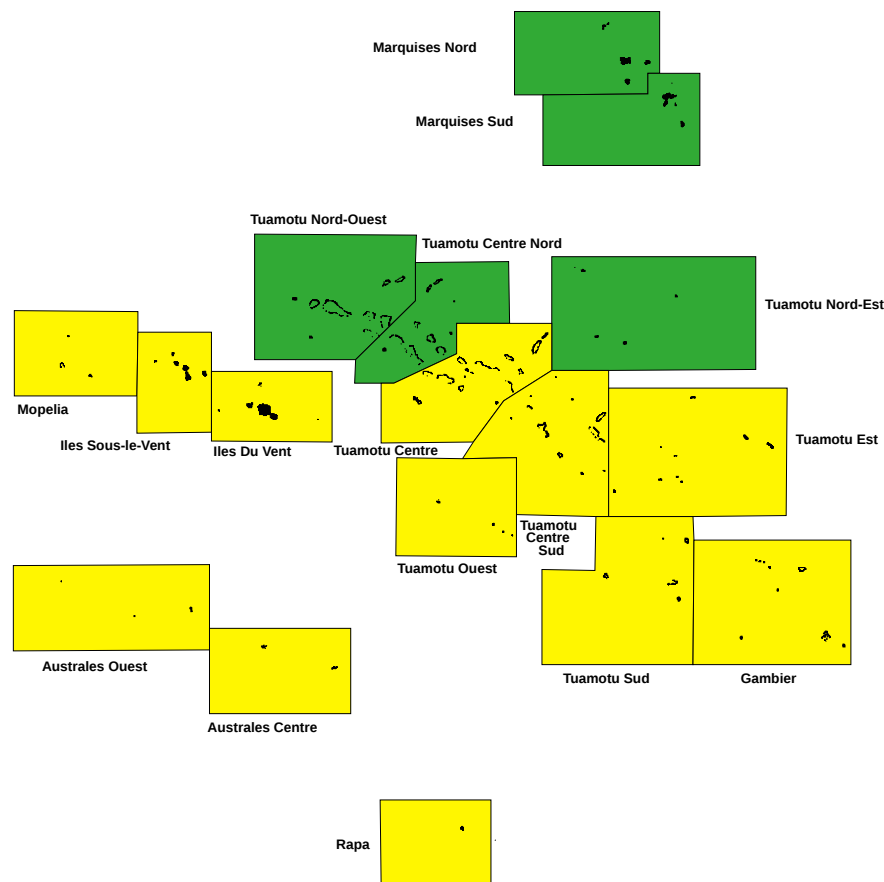 Marquises Nord
Marquises Sud
Tuamotu Nord-Ouest
Tuamotu Centre Nord
Tuamotu Nord-Est
Mopelia
Iles Sous-le-Vent
Iles Du Vent
Tuamotu Centre
Tuamotu Est
Tuamotu
Centre
Sud
Tuamotu Ouest
Australes Ouest
Tuamotu Sud
Gambier
Australes Centre
Rapa